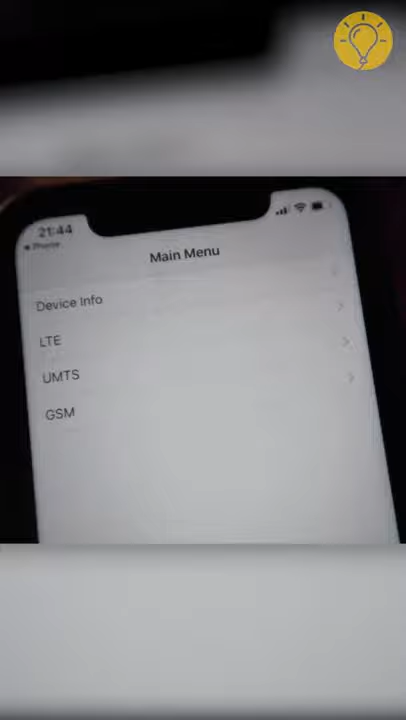 21:44
◀ Phone
Main Menu
Device Info
LTE
UMTS
GSM